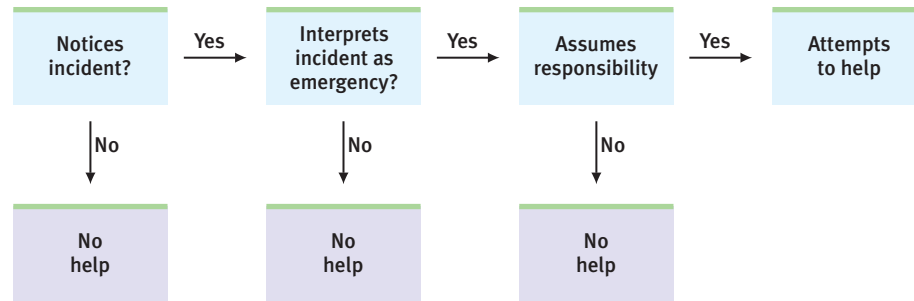 Notices
incident?
Yes
Interprets
incident as
emergency?
Yes
Assumes
responsibility
Yes
Attempts
to help
No
No
No
No
help
No
help
No
help